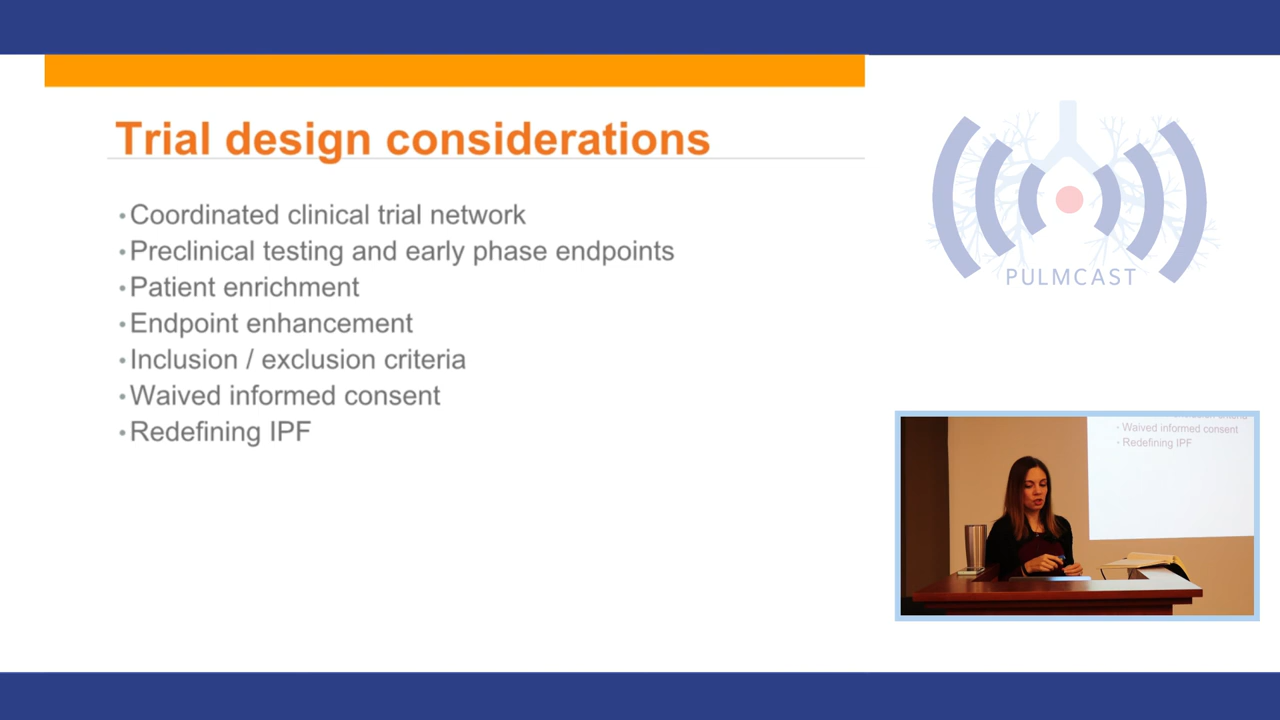 Trial design considerations
•Coordinated clinical trial network
•Preclinical testing and early phase endpoints
•Patient enrichment
•Endpoint enhancement
•Inclusion / exclusion criteria
•Waived informed consent
•Redefining IPF
PULMCAST
• Waived informed consent
• Redefining IPF